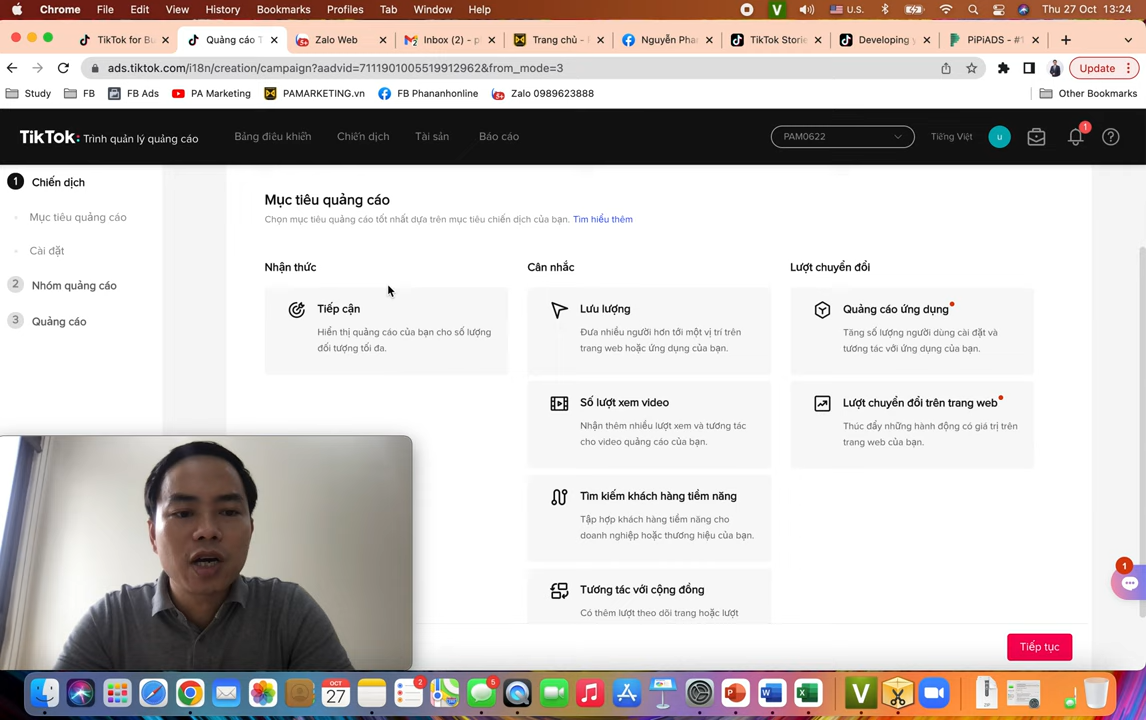 Chrome File Edit View History Bookmarks Profiles Tab Window Help
V U.S. Thu 27 Oct 13:24
TikTok for Bu
Quảng cáo T
Zalo Web
Inbox (2) - p
Trang chủ - P
Nguyễn Phan
TikTok Storie
Developing y
PiPiADS - #1
ads.tiktok.com/i18n/creation/campaign?aadvid=7111901005519912962&from_mode=3
Update
Study FB FB Ads PA Marketing PAMARKETING.vn FB Phananhonline Zalo 0989623888 Other Bookmarks
TikTok: Trình quản lý quảng cáo Bảng điều khiển Chiến dịch Tài sản Báo cáo PAM0622 Tiếng Việt u 1
1 Chiến dịch
Mục tiêu quảng cáo
Cài đặt
2 Nhóm quảng cáo
3 Quảng cáo
Mục tiêu quảng cáo
Chọn mục tiêu quảng cáo tốt nhất dựa trên mục tiêu chiến dịch của bạn. Tìm hiểu thêm
Nhận thức
Tiếp cận
Hiển thị quảng cáo của bạn cho số lượng
đối tượng tối đa.
Cân nhắc
Lưu lượng
Đưa nhiều người hơn tới một vị trí trên
trang web hoặc ứng dụng của bạn.
Số lượt xem video
Nhận thêm nhiều lượt xem và tương tác
cho video quảng cáo của bạn.
Tìm kiếm khách hàng tiềm năng
Tập hợp khách hàng tiềm năng cho
doanh nghiệp hoặc thương hiệu của bạn.
Tương tác với cộng đồng
Có thêm lượt theo dõi trang hoặc lượt
Lượt chuyển đổi
Quảng cáo ứng dụng
Tăng số lượng người dùng cài đặt và
tương tác với ứng dụng của bạn.
Lượt chuyển đổi trên trang web
Thúc đẩy những hành động có giá trị trên
trang web của bạn.
1
Tiếp tục
OCT
27
2
5